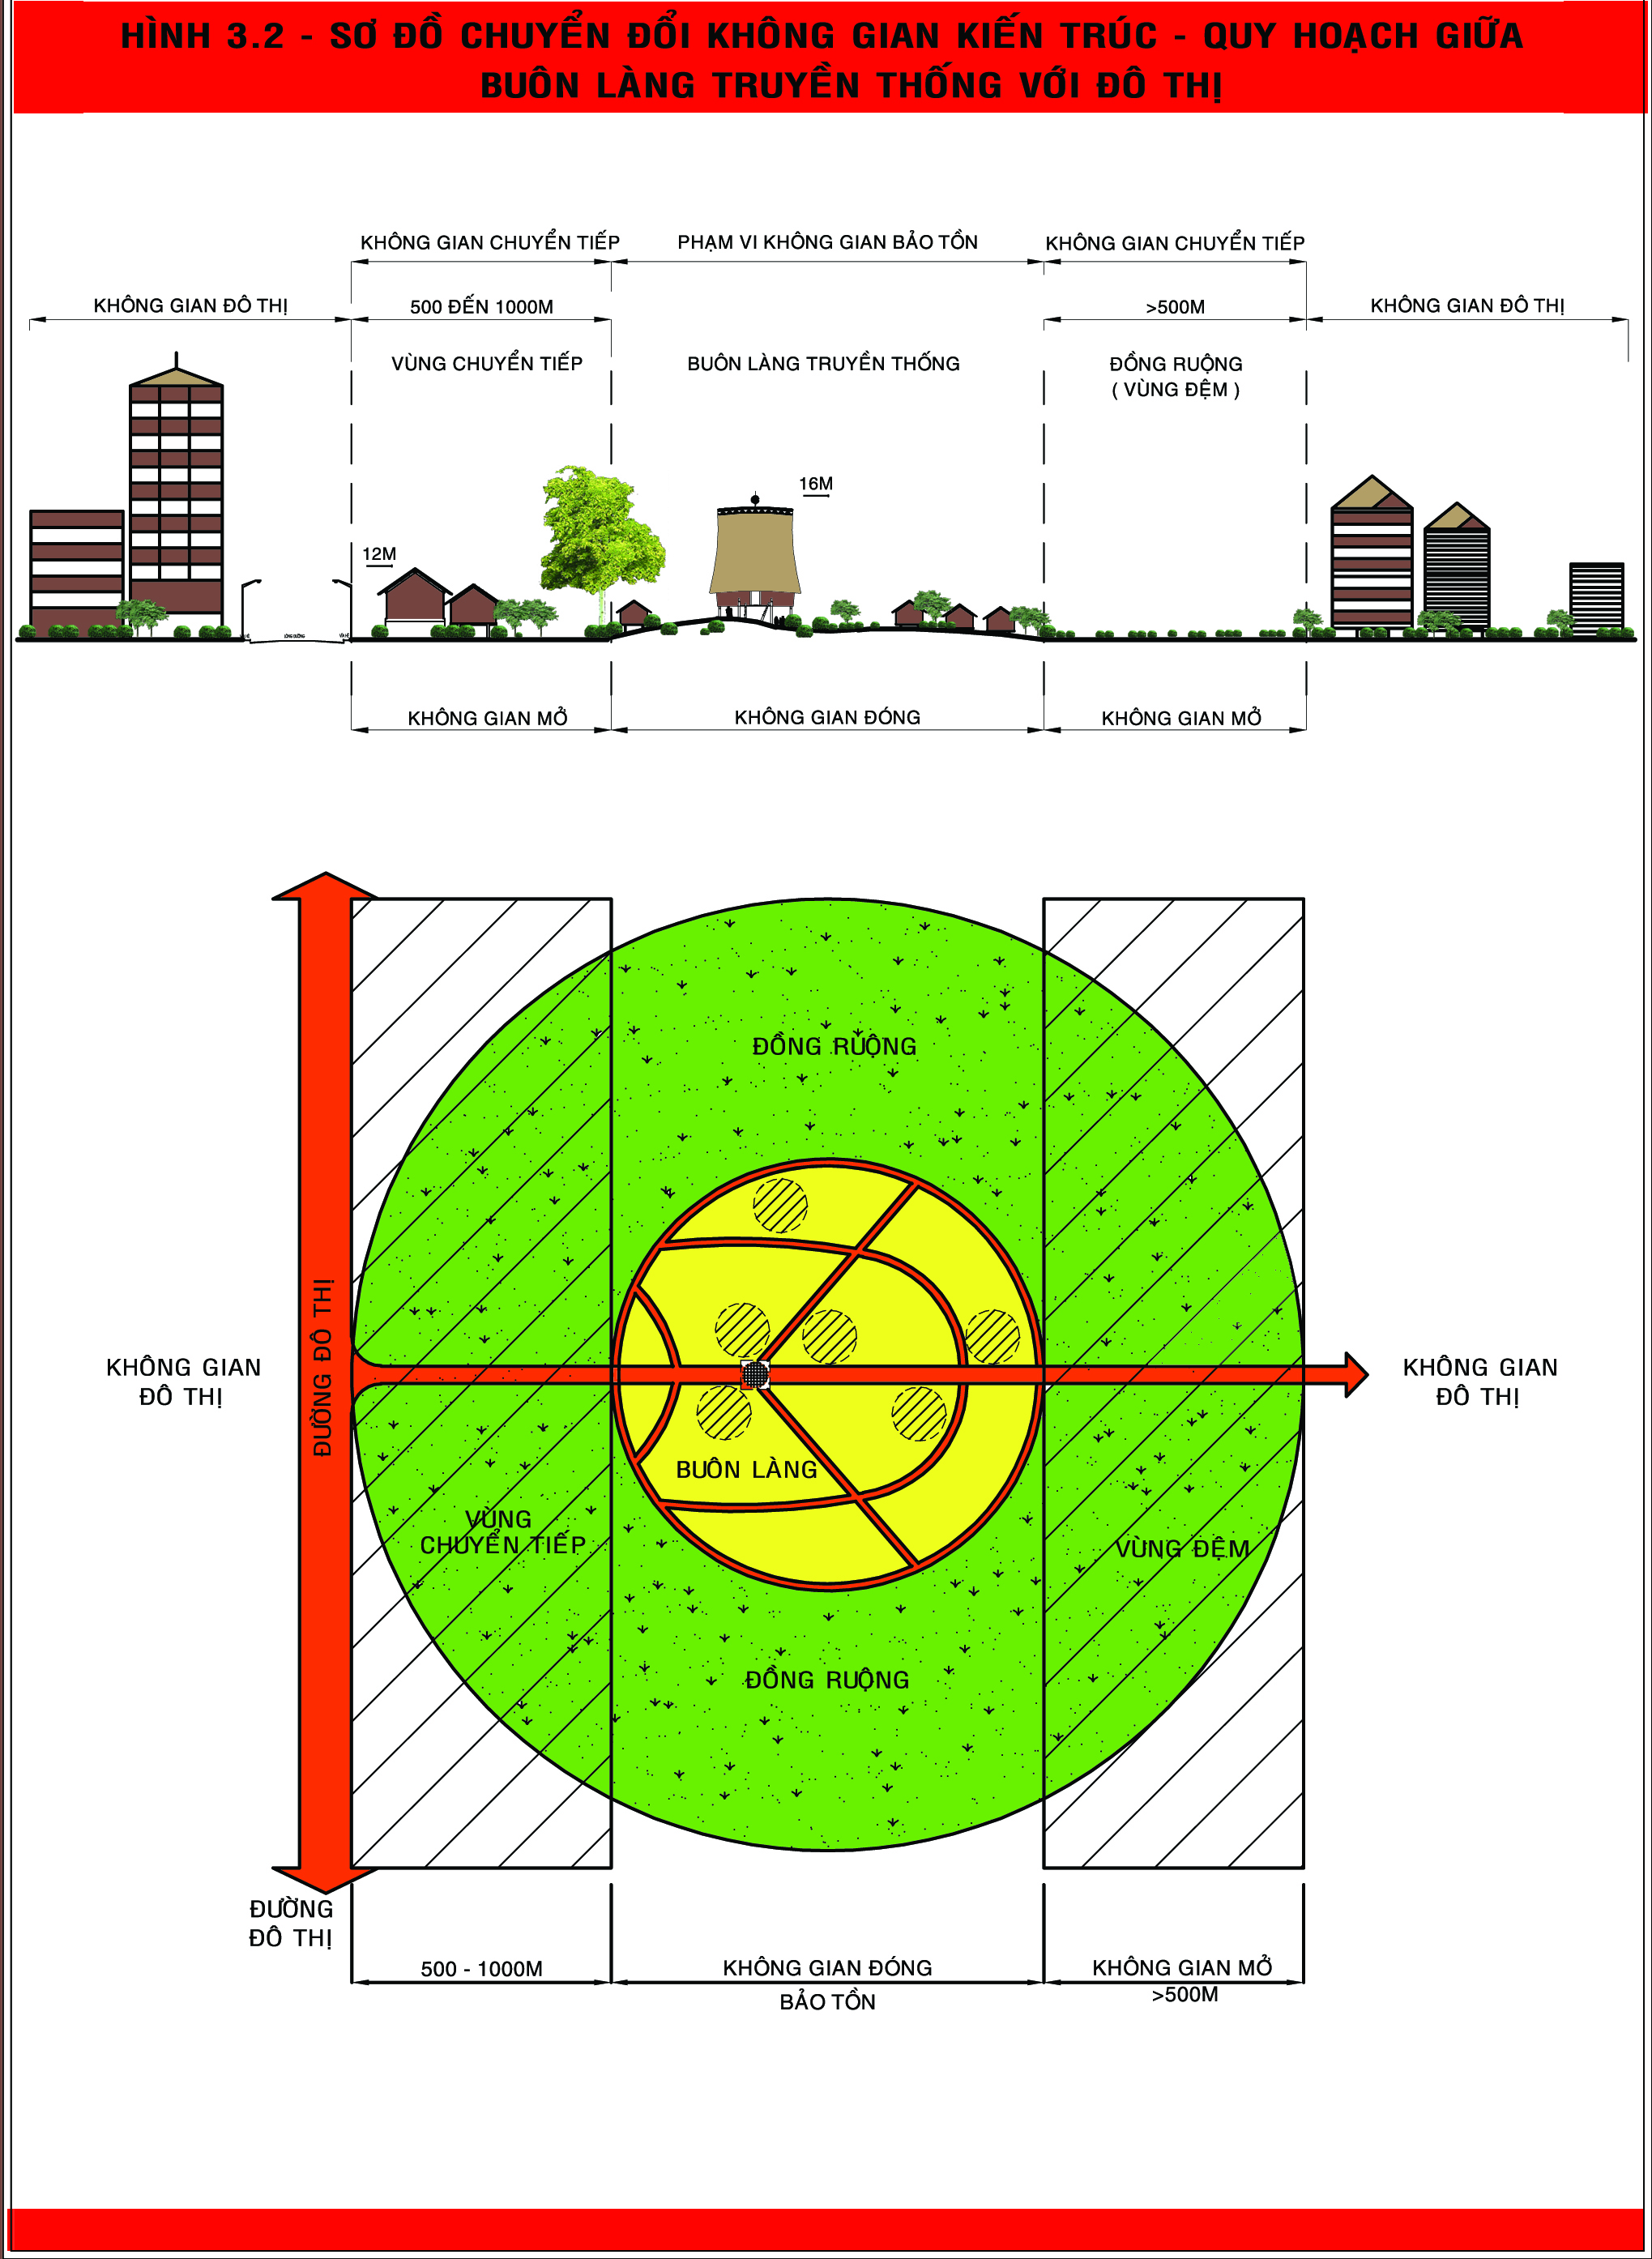 HÌNH 3.2 - SƠ ĐỒ CHUYỂN ĐỔI KHÔNG GIAN KIẾN TRÚC - QUY HOẠCH GIỮA
BUÔN LÀNG TRUYỀN THỐNG VỚI ĐÔ THỊ
KHÔNG GIAN CHUYỂN TIẾP
PHẠM VI KHÔNG GIAN BẢO TỒN
KHÔNG GIAN CHUYỂN TIẾP
KHÔNG GIAN ĐÔ THỊ
500 ĐẾN 1000M
>500M
KHÔNG GIAN ĐÔ THỊ
VÙNG CHUYỂN TIẾP
BUÔN LÀNG TRUYỀN THỐNG
ĐỒNG RUỘNG
( VÙNG ĐỆM )
16M
12M
KHÔNG GIAN MỞ
KHÔNG GIAN ĐÓNG
KHÔNG GIAN MỞ
ĐỒNG RUỘNG
ĐƯỜNG ĐÔ THỊ
KHÔNG GIAN
ĐÔ THỊ
KHÔNG GIAN
ĐÔ THỊ
BUÔN LÀNG
VÙNG
CHUYỂN TIẾP
VÙNG ĐỆM
ĐỒNG RUỘNG
ĐƯỜNG
ĐÔ THỊ
500 - 1000M
KHÔNG GIAN ĐÓNG
BẢO TỒN
KHÔNG GIAN MỞ
>500M